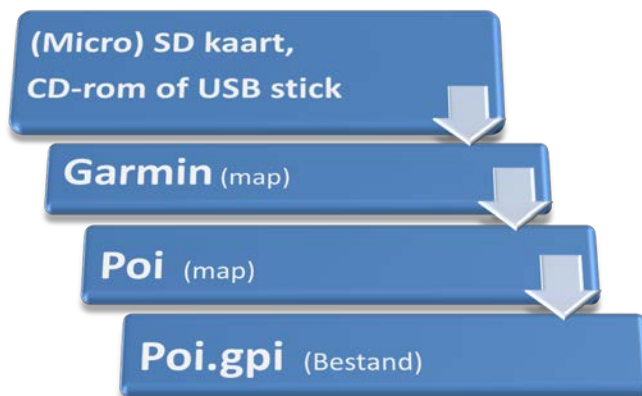 (Micro) SD kaart,
CD-rom of USB stick
Garmin (map)
Poi (map)
Poi.gpi (Bestand)